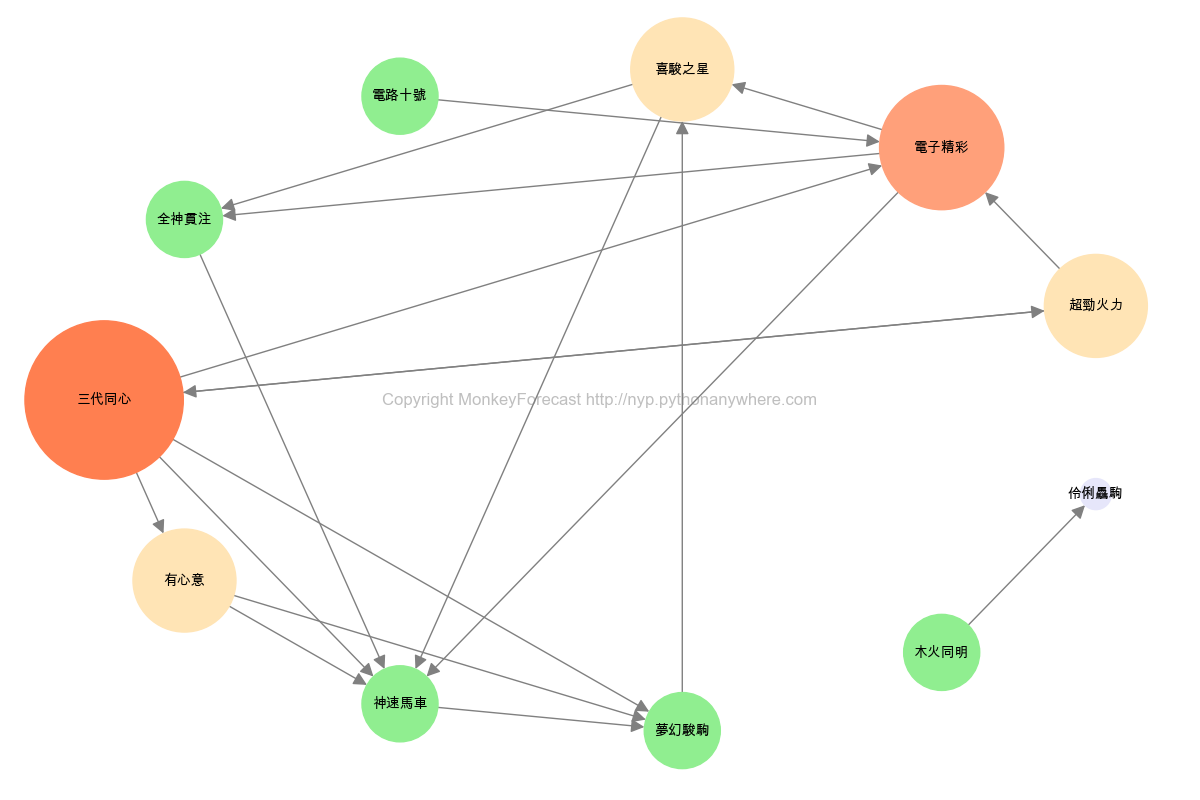 喜駿之星
電路十號
電子精彩
全神貫注
超勁火力
三代同心
Copyright MonkeyForecast http://nyp.pythonanywhere.com
伶俐驫駒
有心意
木火同明
神速馬車
夢幻駿駒